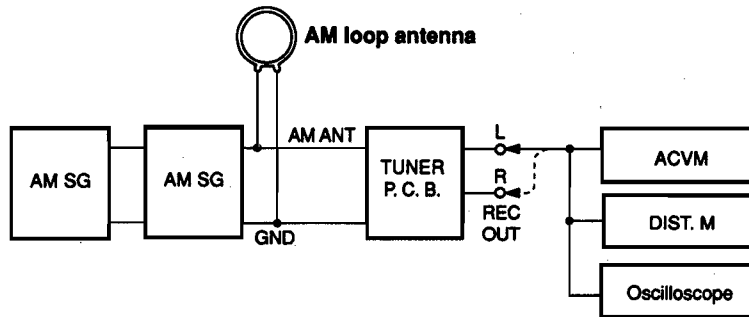 AM loop antenna
AM SG
AM SG
AM ANT
GND
TUNER
P. C. B.
L
R
REC
OUT
ACVM
DIST. M
Oscilloscope